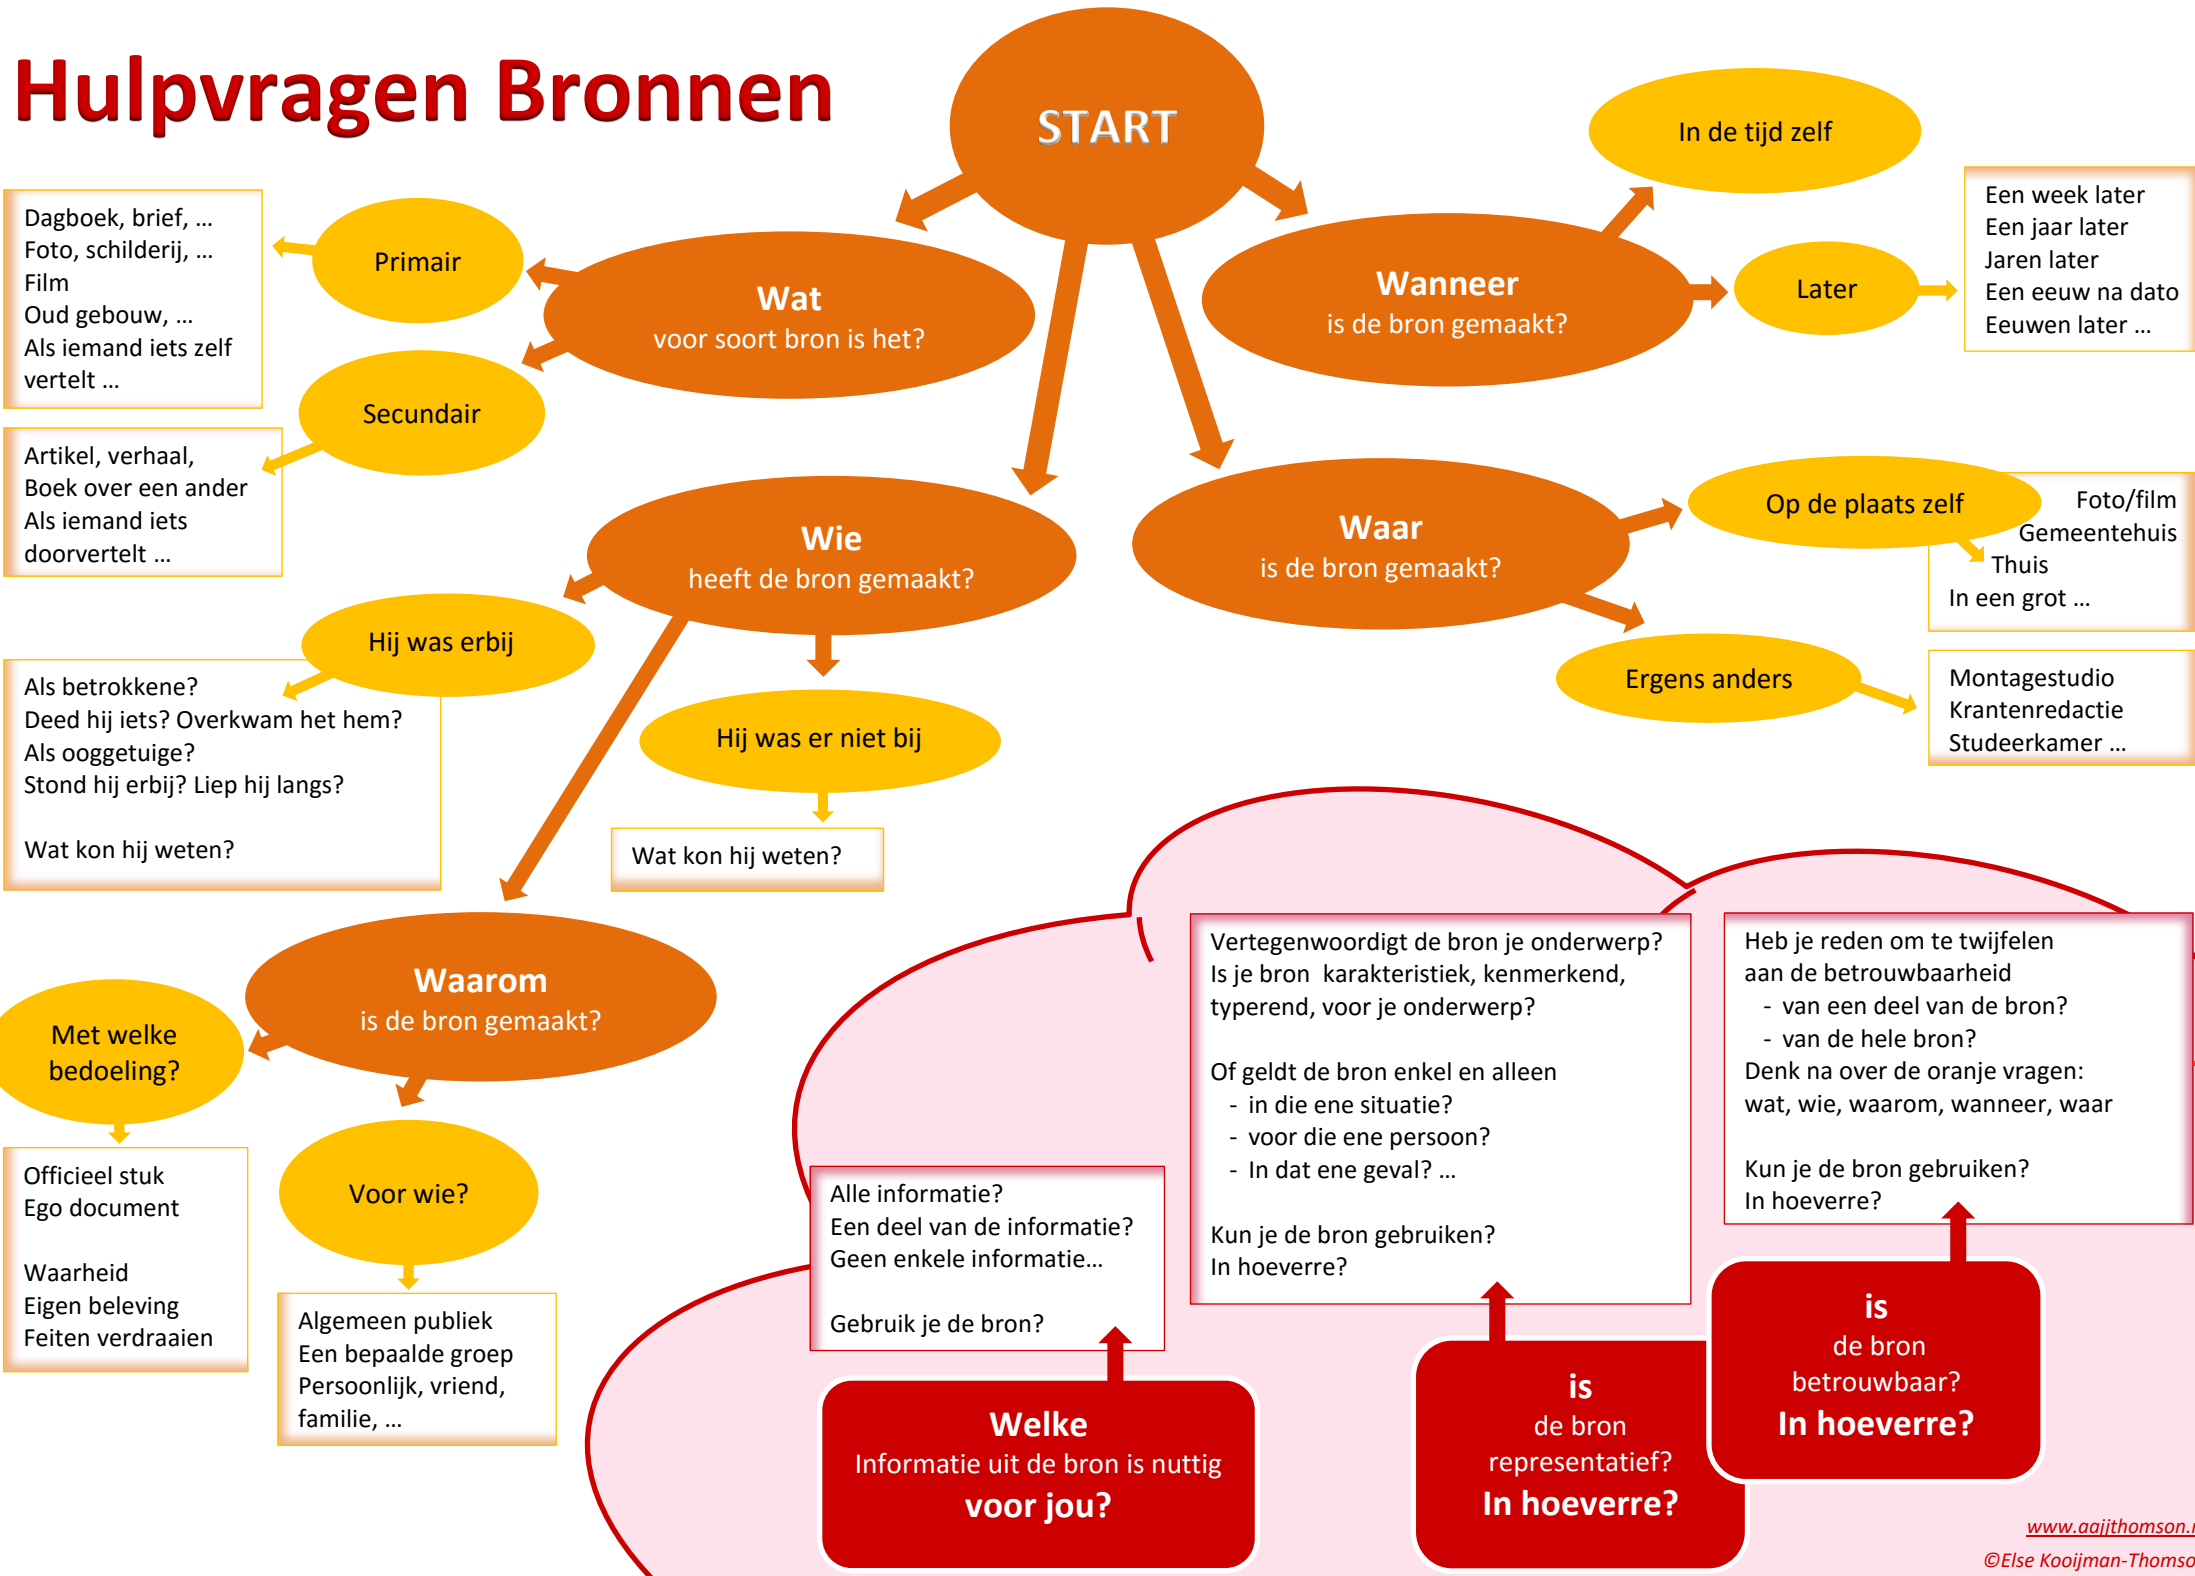 Hulpvragen Bronnen
START
Wat
voor soort bron is het?
Primair
Dagboek, brief, ...
Foto, schilderij, ...
Film
Oud gebouw, ...
Als iemand iets zelf
vertelt ...
Secundair
Artikel, verhaal,
Boek over een ander
Als iemand iets
doorvertelt ...
Wanneer
is de bron gemaakt?
In de tijd zelf
Later
Een week later
Een jaar later
Jaren later
Een eeuw na dato
Eeuwen later ...
Wie
heeft de bron gemaakt?
Hij was erbij
Als betrokkene?
Deed hij iets? Overkwam het hem?
Als ooggetuige?
Stond hij erbij? Liep hij langs?
Wat kon hij weten?
Hij was er niet bij
Wat kon hij weten?
Waar
is de bron gemaakt?
Op de plaats zelf
Foto/film
Gemeentehuis
Thuis
In een grot ...
Ergens anders
Montagestudio
Krantenredactie
Studeerkamer ...
Waarom
is de bron gemaakt?
Met welke
bedoeling?
Officieel stuk
Ego document
Waarheid
Eigen beleving
Feiten verdraaien
Voor wie?
Algemeen publiek
Een bepaalde groep
Persoonlijk, vriend,
familie, ...
Alle informatie?
Een deel van de informatie?
Geen enkele informatie...
Gebruik je de bron?
Welke
Informatie uit de bron is nuttig
voor jou?
Vertegenwoordigt de bron je onderwerp?
Is je bron karakteristiek, kenmerkend,
typerend, voor je onderwerp?
Of geldt de bron enkel en alleen
- in die ene situatie?
- voor die ene persoon?
- In dat ene geval? ...
Kun je de bron gebruiken?
In hoeverre?
is
de bron
representatief?
In hoeverre?
Heb je reden om te twijfelen
aan de betrouwbaarheid
- van een deel van de bron?
- van de hele bron?
Denk na over de oranje vragen:
wat, wie, waarom, wanneer, waar
Kun je de bron gebruiken?
In hoeverre?
is
de bron
betrouwbaar?
In hoeverre?
www.aajjthomson.
©Else Kooijman-Thomso